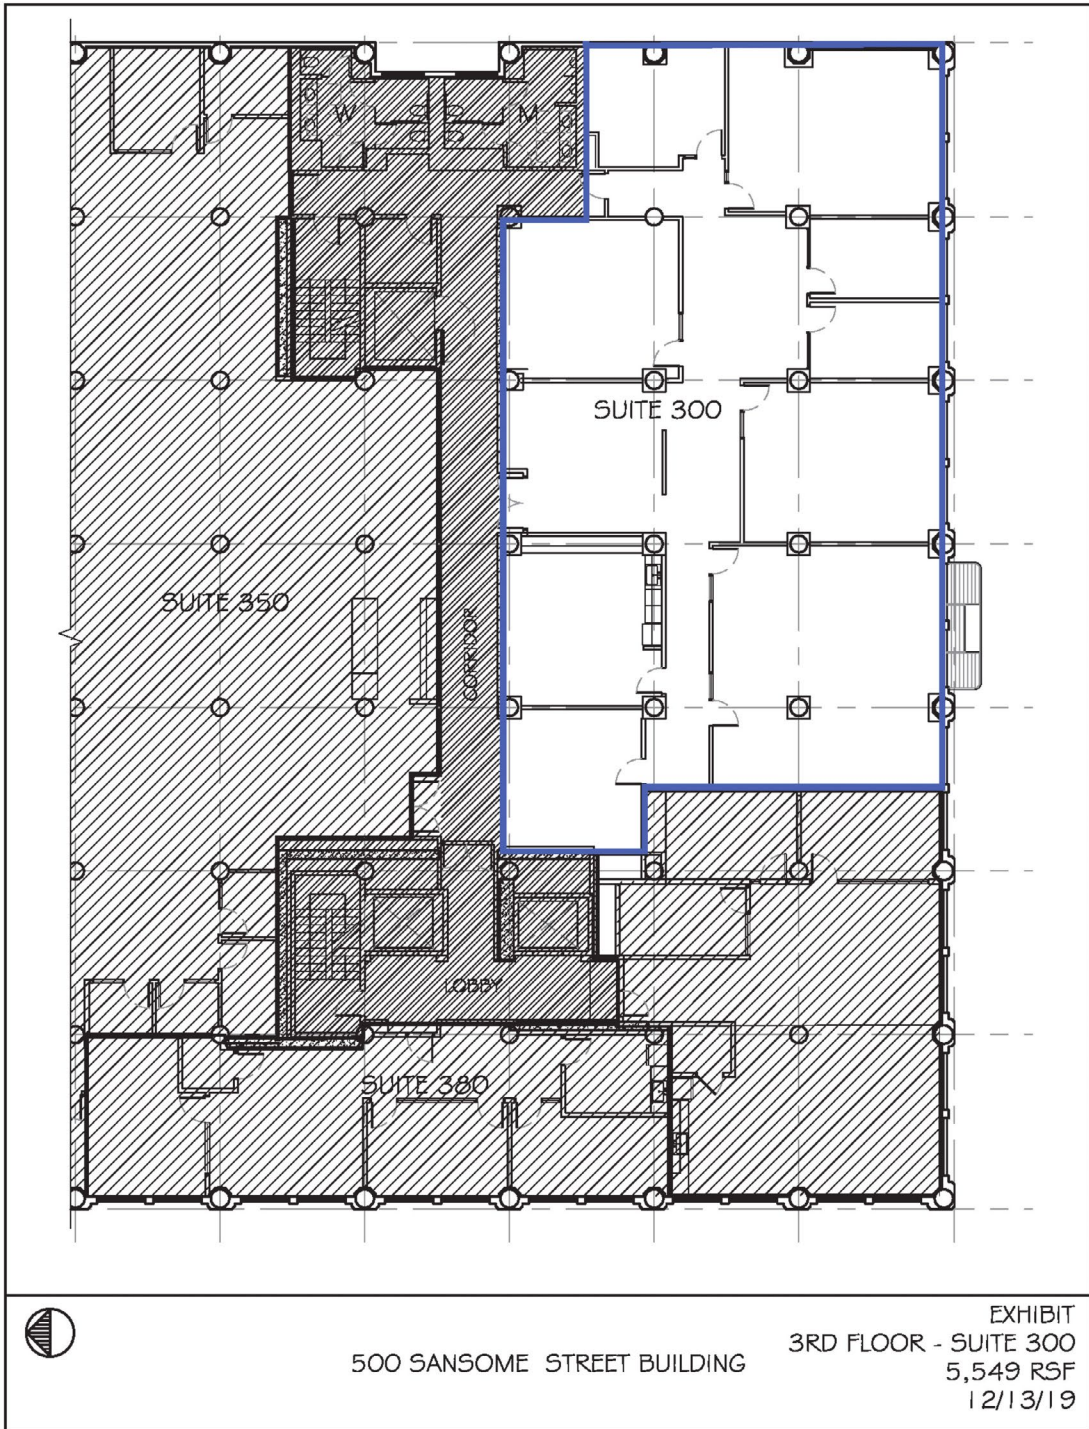 W
M
SUITE 300
SUITE 350
CORRIDOR
LOBBY
SUITE 380
500 SANSOME STREET BUILDING
EXHIBIT
3RD FLOOR - SUITE 300
5,549 RSF
12/13/19